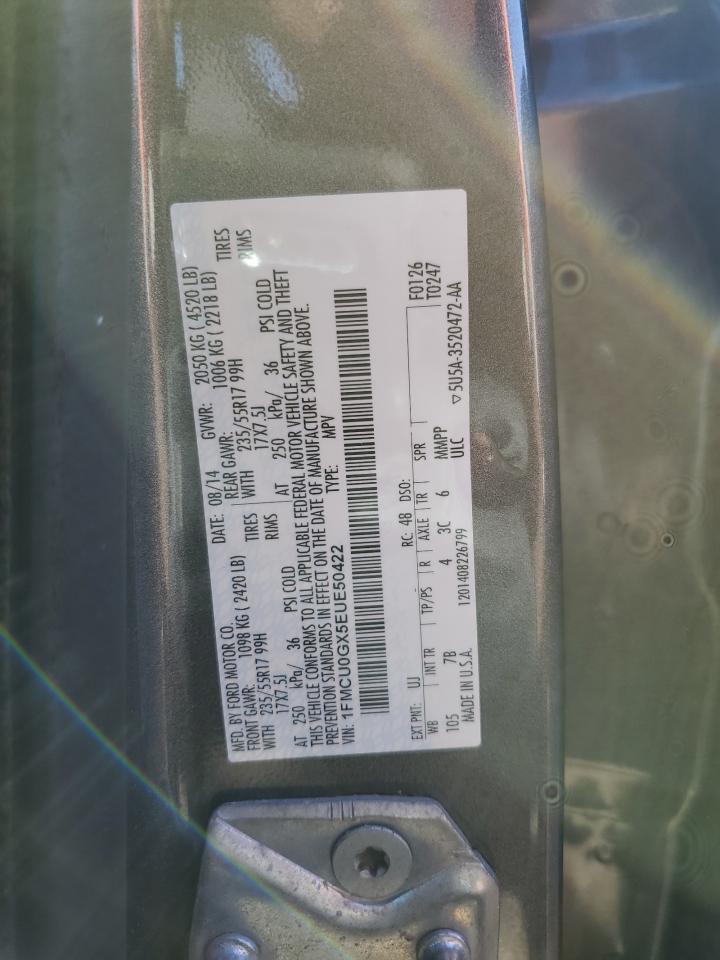 MFD. BY FORD MOTOR CO.
DATE: 08/14 GVWR: 2050 KG ( 4520 LB)
FRONT GAWR: 1098 KG ( 2420 LB) REAR GAWR: 1006 KG ( 2218 LB)
WITH 235/55R17 99H TIRES WITH 235/55R17 99H TIRES
17X7.5J RIMS 17X7.5J RIMS
AT 250 kPa/ 36 PSI COLD AT 250 kPa/ 36 PSI COLD
THIS VEHICLE CONFORMS TO ALL APPLICABLE FEDERAL MOTOR VEHICLE SAFETY AND THEFT
PREVENTION STANDARDS IN EFFECT ON THE DATE OF MANUFACTURE SHOWN ABOVE.
VIN: 1FMCU0GX5EUE50422 TYPE: MPV
EXT PNT: UJ RC: 48 DSO: F0126
WB INT TR TP/PS R AXLE TR SPR T0247
105 7B 4 3C 6 MMPP
MADE IN U.S.A. 1201408226799 ULC ▽5U5A-3520472-AA